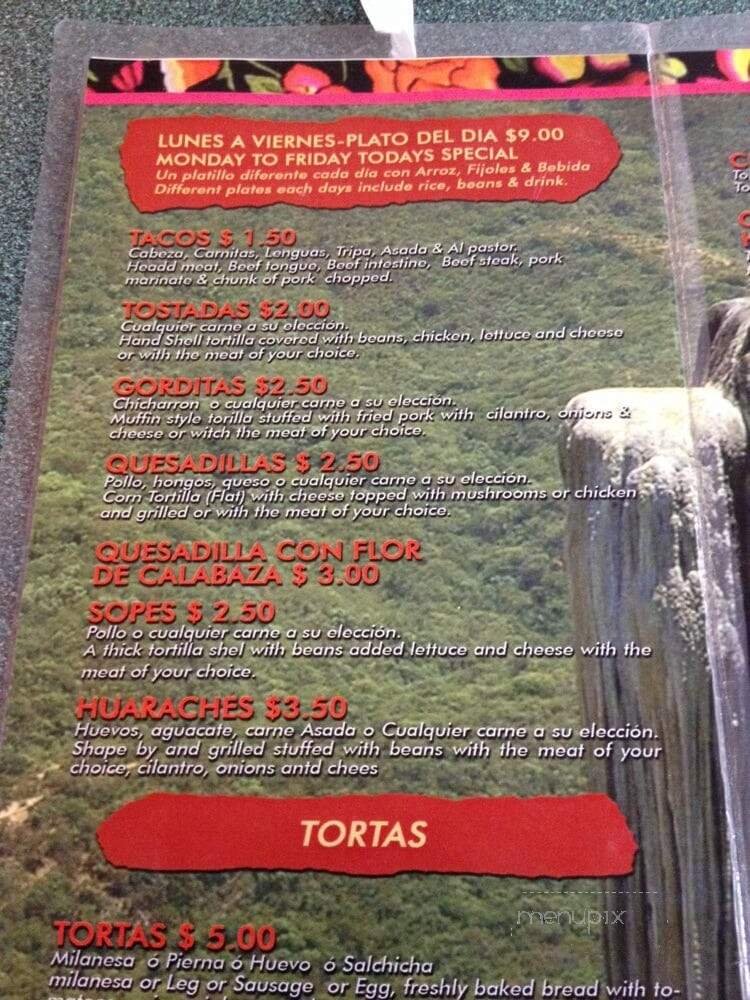 LUNES A VIERNES-PLATO DEL DIA $9.00
MONDAY TO FRIDAY TODAYS SPECIAL
Un platillo diferente cada día con Arroz, Fijoles & Bebida
Different plates each days include rice, beans & drink.
TACOS $ 1.50
Cabeza, Carnitas, Lenguas, Tripa, Asada & Al pastor.
Headd meat, Beef tongue, Beef intestine, Beef steak, pork
marinate & chunk of pork chopped.
TOSTADAS $2.00
Cualquier carne a su elección.
Hand Shell tortilla covered with beans, chicken, lettuce and cheese
or with the meat of your choice.
GORDITAS $2.50
Chicharron o cualquier carne a su elección.
Muffin style torilla stuffed with fried pork with cilantro, onions &
cheese or witch the meat of your choice.
QUESADILLAS $ 2.50
Pollo, hongos, queso o cualquier carne a su elección.
Corn Tortilla (Flat) with cheese topped with mushrooms or chicken
and grilled or with the meat of your choice.
QUESADILLA CON FLOR
DE CALABAZA $ 3.00
SOPES $ 2.50
Pollo o cualquier carne a su elección.
A thick tortilla shel with beans added lettuce and cheese with the
meat of your choice.
HUARACHES $3.50
Huevos, aguacate, carne Asada o Cualquier carne a su elección.
Shape by and grilled stuffed with beans with the meat of your
choice, cilantro, onions antd chees
TORTAS
menupix
TORTAS $ 5.00
Milanesa ó Pierna ó Huevo ó Salchicha
milanesa or Leg or Sausage or Egg, freshly baked bread with to-